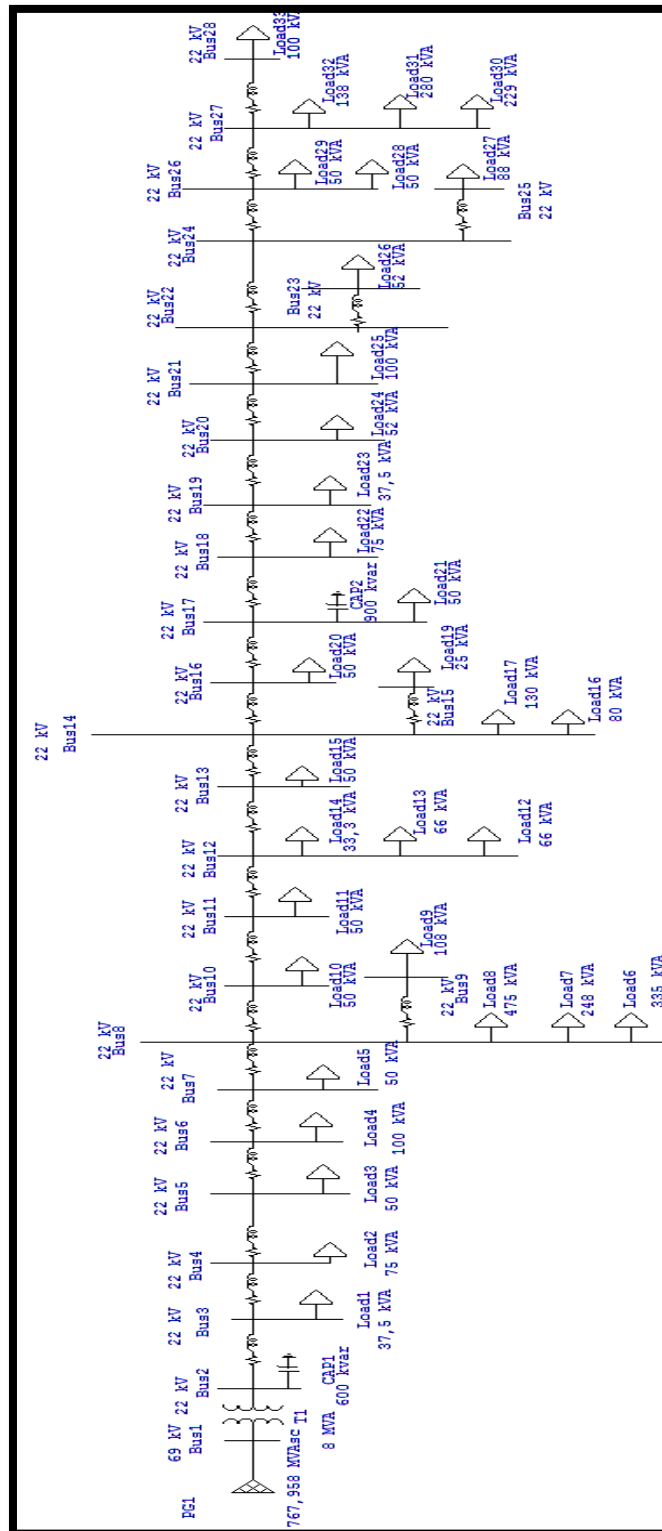 PG1
767,958 MVAsc
69 kV
Bus1
T1
8 MVA
22 kV
Bus2
CAP1
600 kvar
22 kV
Bus3
Load1
37,5 kVA
22 kV
Bus4
Load2
75 kVA
22 kV
Bus5
Load3
50 kVA
22 kV
Bus6
Load4
100 kVA
22 kV
Bus7
Load5
50 kVA
22 kV
Bus8
Load6
335 kVA
Load7
248 kVA
Load8
475 kVA
22 kV
Bus9
Load9
108 kVA
22 kV
Bus10
Load10
50 kVA
22 kV
Bus11
Load11
50 kVA
22 kV
Bus12
Load14
33,3 kVA
Load13
66 kVA
Load12
66 kVA
22 kV
Bus13
Load15
50 kVA
22 kV
Bus14
Load16
80 kVA
Load17
130 kVA
22 kV
Bus15
Load19
25 kVA
22 kV
Bus16
Load20
50 kVA
22 kV
Bus17
CAP2
900 kvar
Load21
50 kVA
22 kV
Bus18
Load22
75 kVA
22 kV
Bus19
Load23
37,5 kVA
22 kV
Bus20
Load24
52 kVA
22 kV
Bus21
Load25
100 kVA
22 kV
Bus22
Bus23
22 kV
Load26
52 kVA
22 kV
Bus24
Bus25
22 kV
Load27
88 kVA
22 kV
Bus26
Load29
50 kVA
Load28
50 kVA
22 kV
Bus27
Load32
138 kVA
Load31
280 kVA
Load30
229 kVA
22 kV
Bus28
Load33
100 kVA